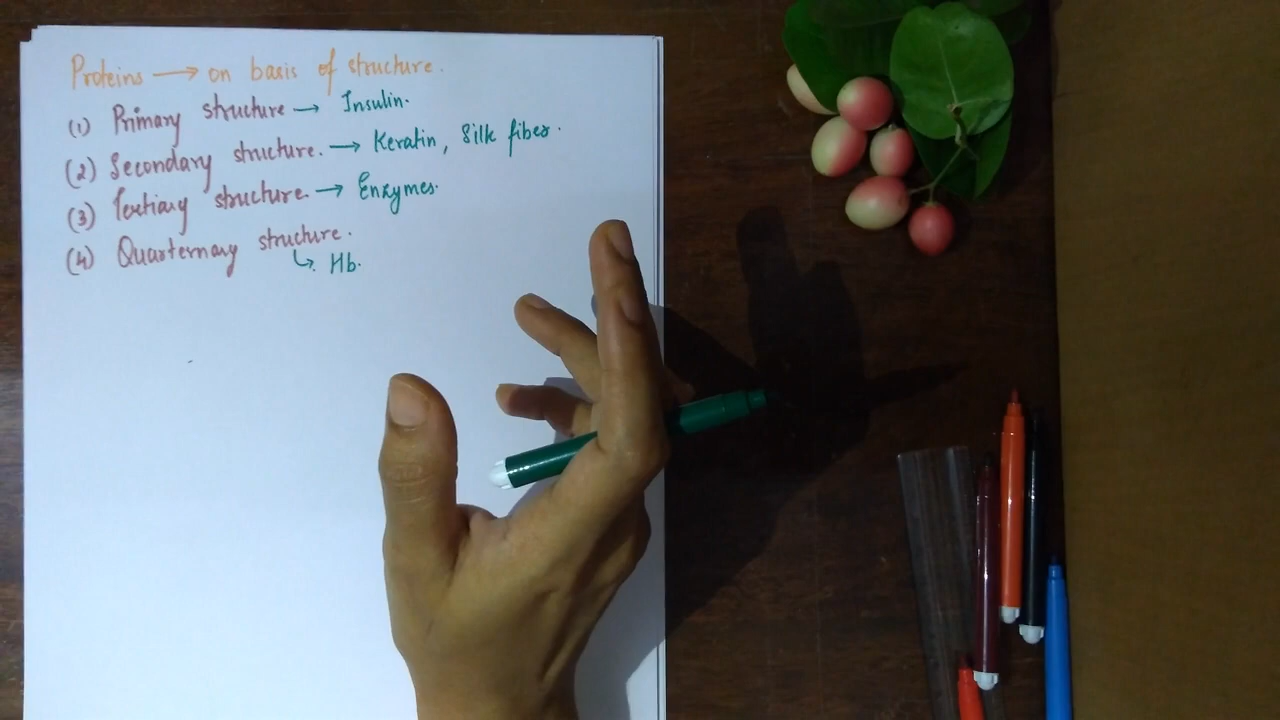 Proteins → on basis of structure.
(1) Primary structure → Insulin.
(2) Secondary structure. → Keratin, Silk fiber.
(3) Tertiary structure. → Enzymes.
(4) Quarternary structure.
↳ Hb.